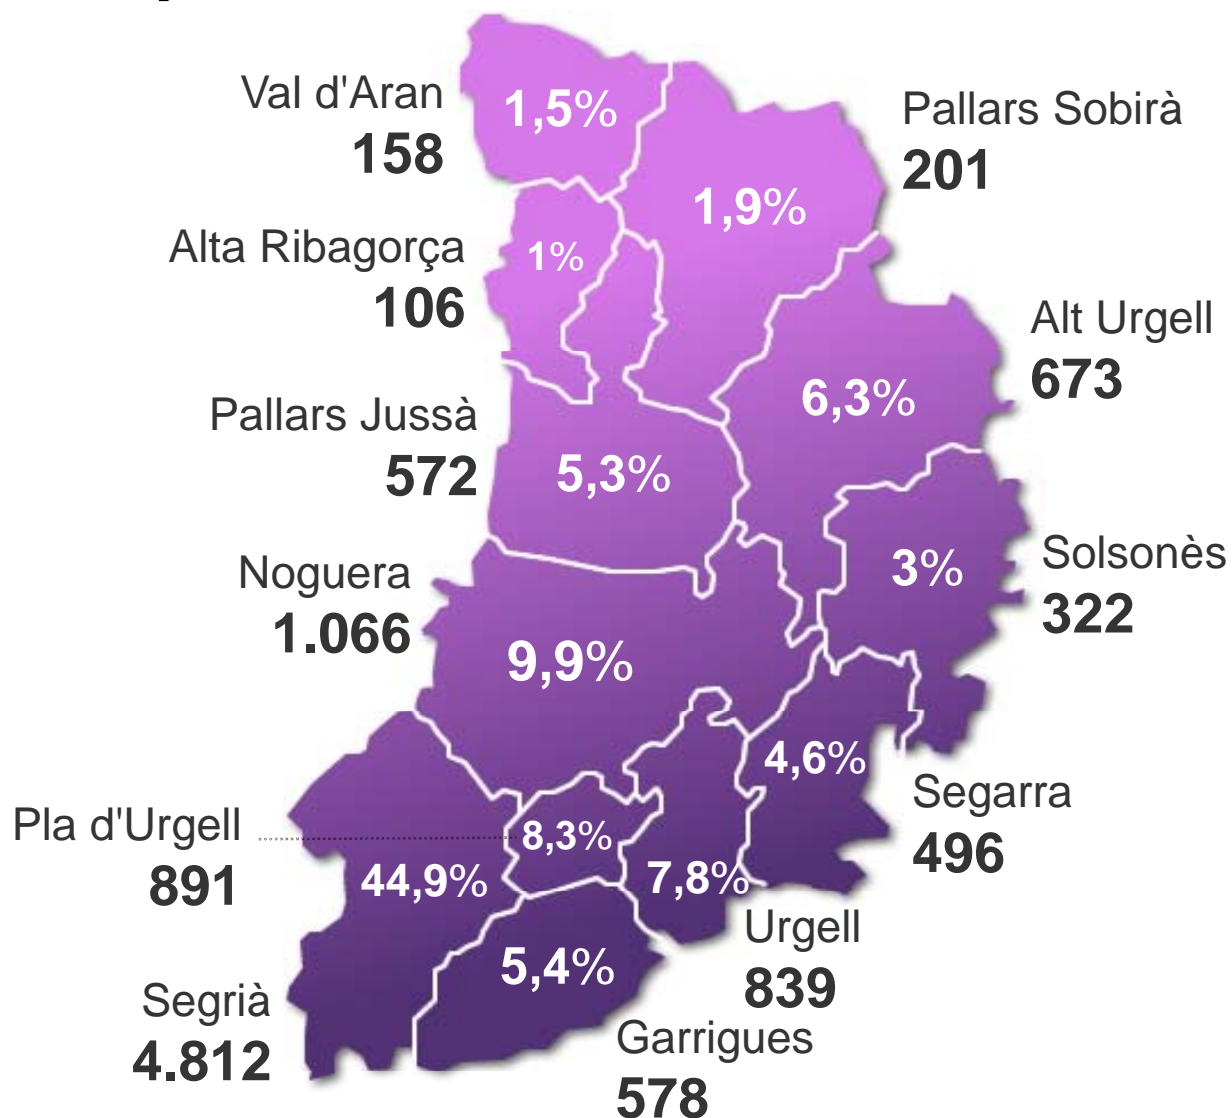 Val d'Aran
158
1,5%
Pallars Sobirà
201
1,9%
Alta Ribagorça
106
1%
Alt Urgell
673
6,3%
Pallars Jussà
572
5,3%
Solsonès
322
3%
Noguera
1.066
9,9%
4,6%
Segarra
496
Pla d'Urgell
891
8,3%
44,9%
7,8%
Urgell
839
5,4%
Segrià
4.812
Garrigues
578